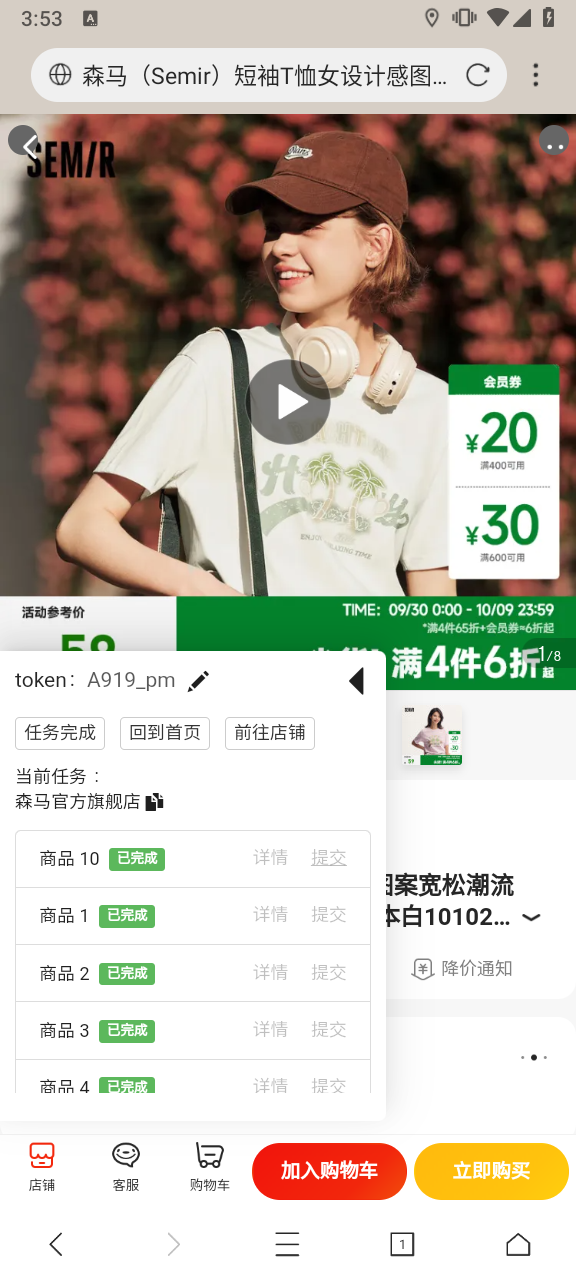 3:53
A
森马（Semir）短袖T恤女设计感图...
SEMIR
会员券
¥20
满400可用
¥30
满600可用
ENJOY RELAXING TIME
活动参考价
TIME: 09/30 0:00 - 10/09 23:59
*满4件65折+会员券=6折起
59
满4件6折起
1/8
token: A919_pm
任务完成 回到首页 前往店铺
当前任务：
森马官方旗舰店
商品 10 已完成 详情 提交
商品 1 已完成 详情 提交
商品 2 已完成 详情 提交
商品 3 已完成 详情 提交
商品 4 已完成 详情 提交
图案宽松潮流
本白10102...
降价通知
店铺 客服 购物车 加入购物车 立即购买
1